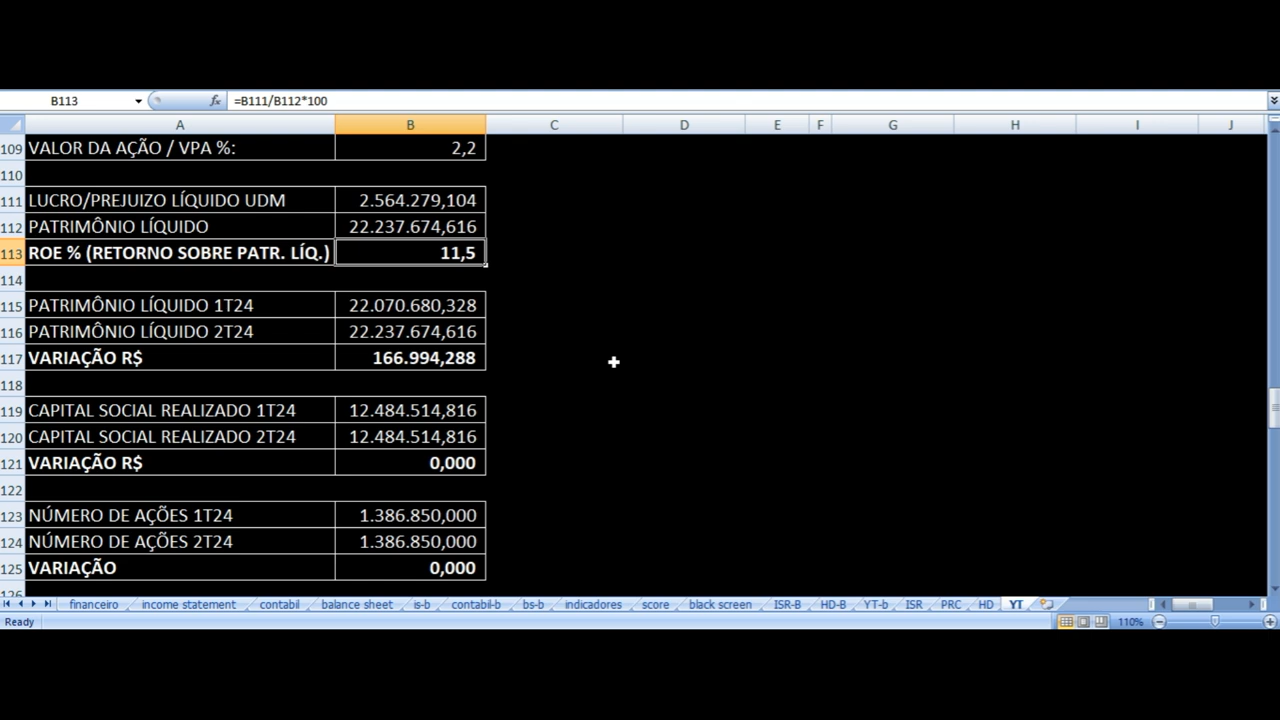 B113 fx =B111/B112*100
A B C D E F G H I J
109 VALOR DA AÇÃO / VPA %: 2,2
110
111 LUCRO/PREJUIZO LÍQUIDO UDM 2.564.279,104
112 PATRIMÔNIO LÍQUIDO 22.237.674,616
113 ROE % (RETORNO SOBRE PATR. LÍQ.) 11,5
114
115 PATRIMÔNIO LÍQUIDO 1T24 22.070.680,328
116 PATRIMÔNIO LÍQUIDO 2T24 22.237.674,616
117 VARIAÇÃO R$ 166.994,288
118
119 CAPITAL SOCIAL REALIZADO 1T24 12.484.514,816
120 CAPITAL SOCIAL REALIZADO 2T24 12.484.514,816
121 VARIAÇÃO R$ 0,000
122
123 NÚMERO DE AÇÕES 1T24 1.386.850,000
124 NÚMERO DE AÇÕES 2T24 1.386.850,000
125 VARIAÇÃO 0,000
126
financeiro income statement contabil balance sheet is-b contabil-b bs-b indicadores score black screen ISR-B HD-B YT-b ISR PRC HD YT
Ready 110%